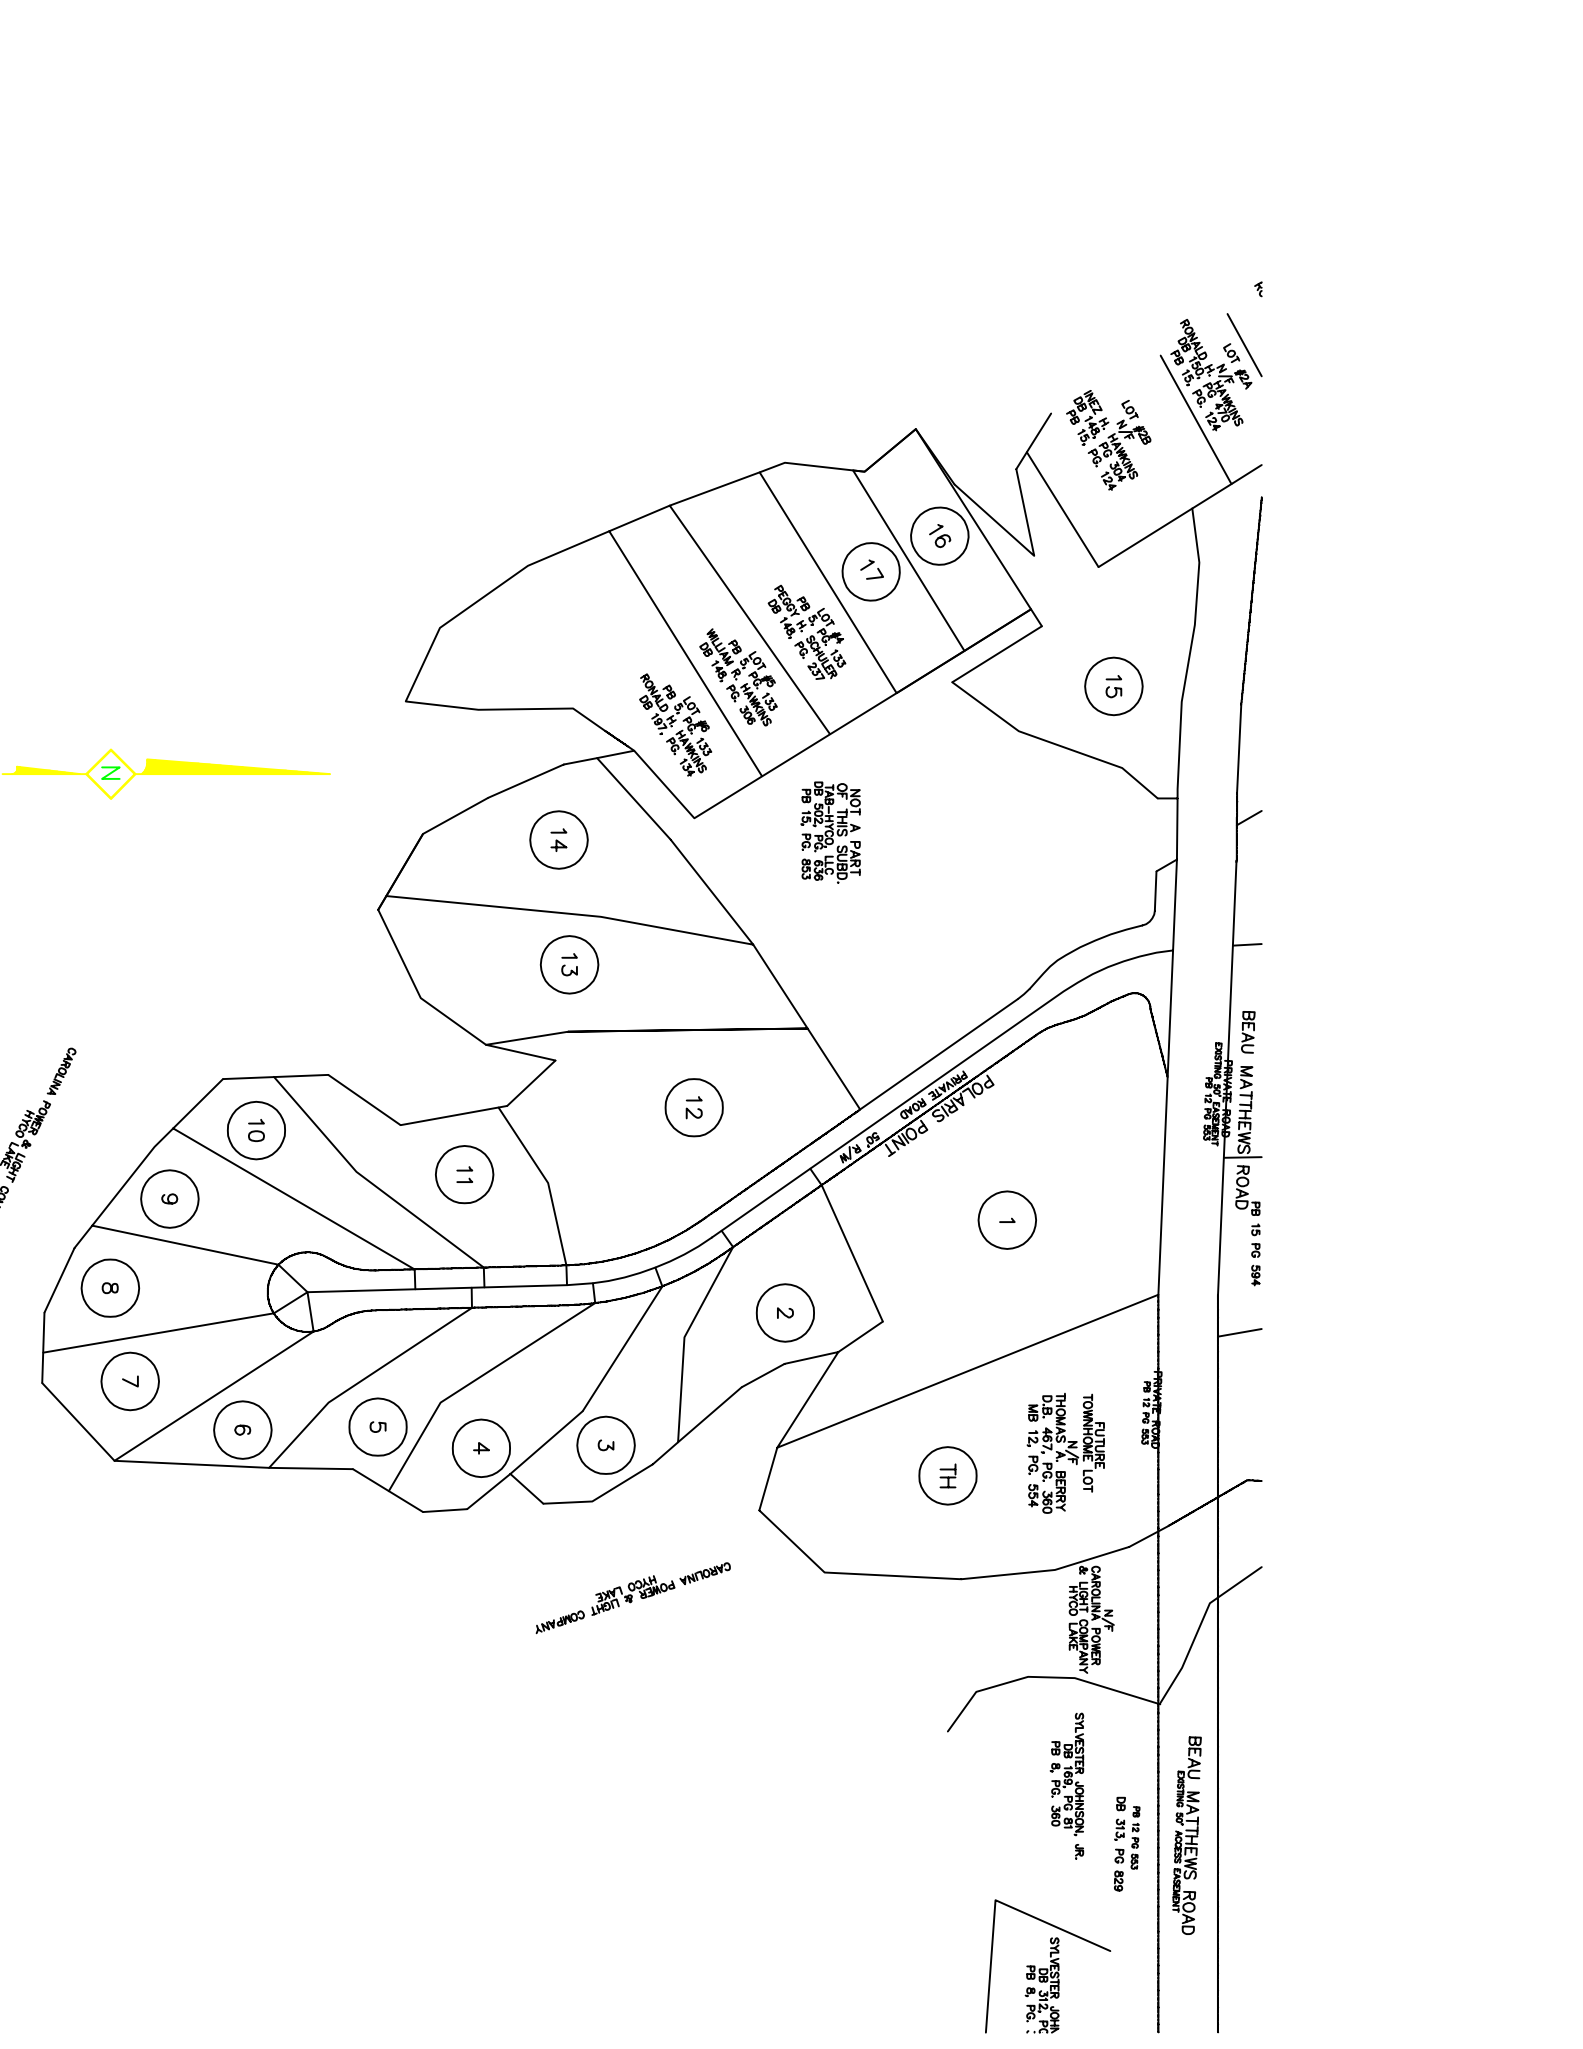 LOT #2A
N/F
RONALD H. HAWKINS
DB 150, PG 470
PB 15, PG. 124
LOT #2B
N/F
INEZ H. HAWKINS
DB 148, PG 304
PB 15, PG. 124
16
17
15
LOT #4
PB 5, PG. 133
PEGGY H. SCHULER
DB 148, PG. 237
LOT #5
PB 5, PG. 133
WILLIAM R. HAWKINS
DB 148, PG. 306
LOT #6
PB 5, PG. 133
RONALD H. HAWKINS
DB 197, PG. 134
N
NOT A PART
OF THIS SUBD.
TAB-HYCO, LLC
DB 502, PG. 636
PB 15, PG. 853
14
13
12
11
10
9
8
7
6
5
4
3
2
1
TH
POLARIS POINT
PRIVATE ROAD
50' R/W
BEAU MATTHEWS ROAD
PRIVATE ROAD
EXISTING 50' EASEMENT
PB 12 PG 553
PB 15 PG 594
PRIVATE ROAD
PB 12 PG 553
FUTURE
TOWNHOME LOT
N/F
THOMAS A. BERRY
D.B. 467, PG. 360
MB 12, PG. 554
CAROLINA POWER & LIGHT CO
HYCO LAKE
CAROLINA POWER & LIGHT COMPANY
HYCO LAKE
N/F
CAROLINA POWER
& LIGHT COMPANY
HYCO LAKE
SYLVESTER JOHNSON, JR.
DB 169, PG 81
PB 8, PG. 360
PB 12 PG 553
DB 313, PG 829
BEAU MATTHEWS ROAD
EXISTING 50' ACCESS EASEMENT
SYLVESTER JOHN
DB 312, PG
PB 8, PG.